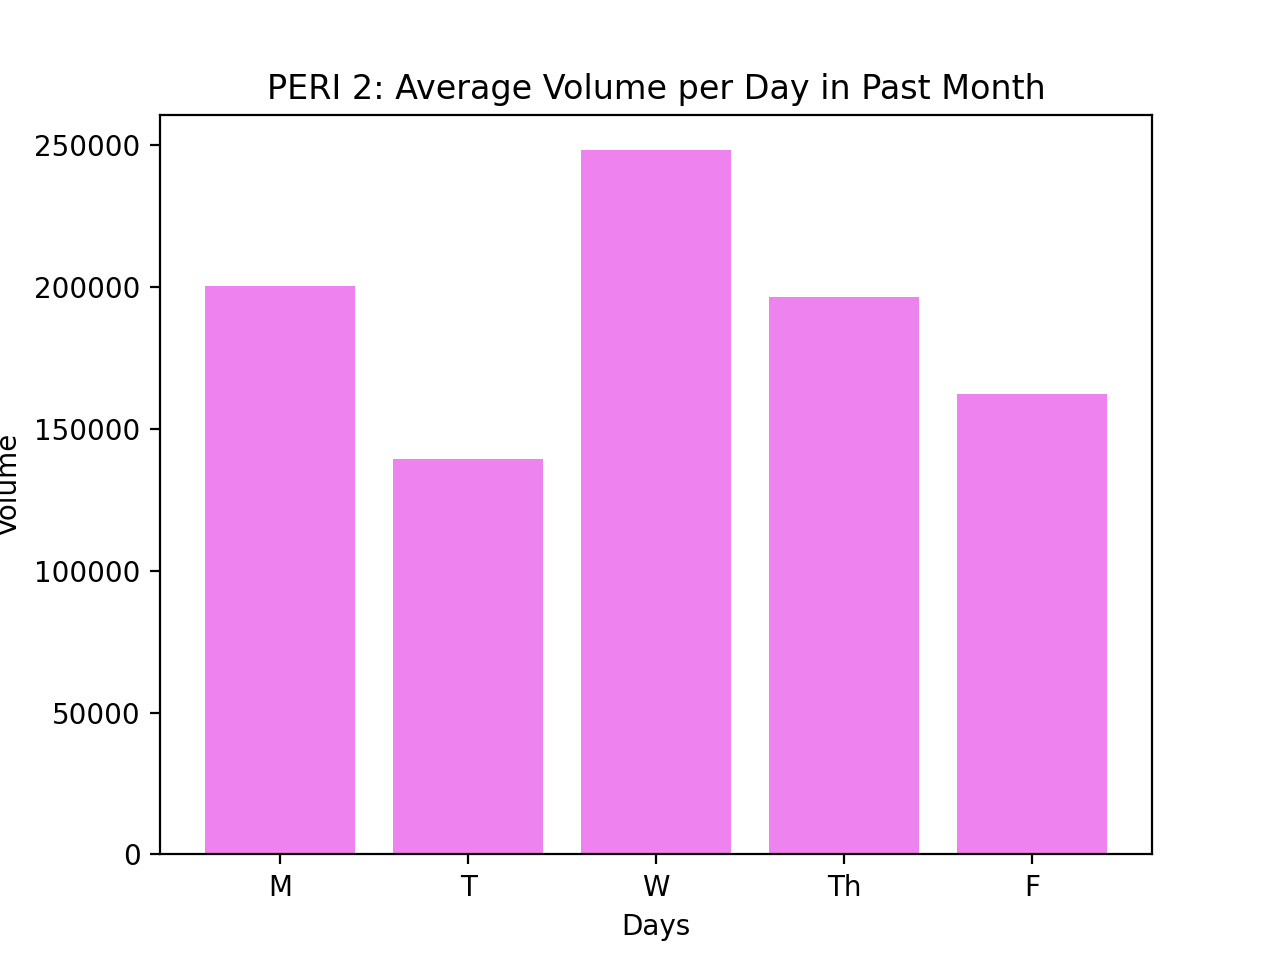 PERI 2: Average Volume per Day in Past Month
250000
200000
150000
100000
50000
0
Volume
M T W Th F
Days